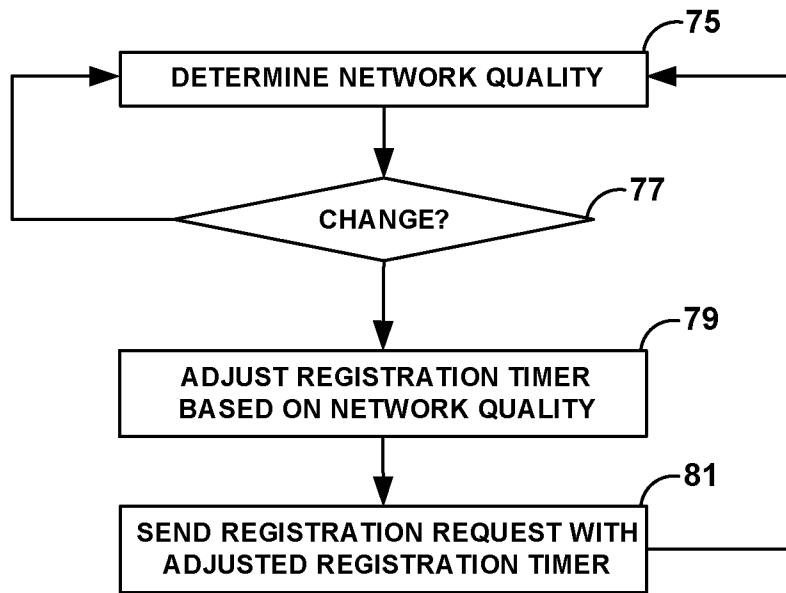 75
DETERMINE NETWORK QUALITY
77
CHANGE?
79
ADJUST REGISTRATION TIMER
BASED ON NETWORK QUALITY
81
SEND REGISTRATION REQUEST WITH
ADJUSTED REGISTRATION TIMER